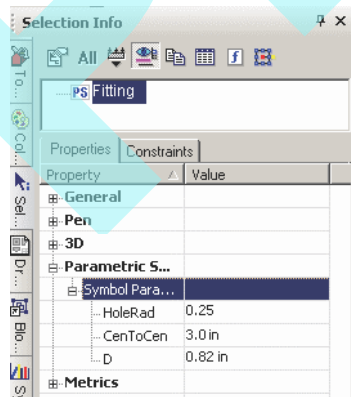 Selection Info
All
PS Fitting
To...
Col...
Sel...
Dr...
Blo...
Properties Constraints
Property Value
General
Pen
3D
Parametric S...
Symbol Para...
HoleRad 0.25
CenToCen 3.0 in
D 0.82 in
Metrics